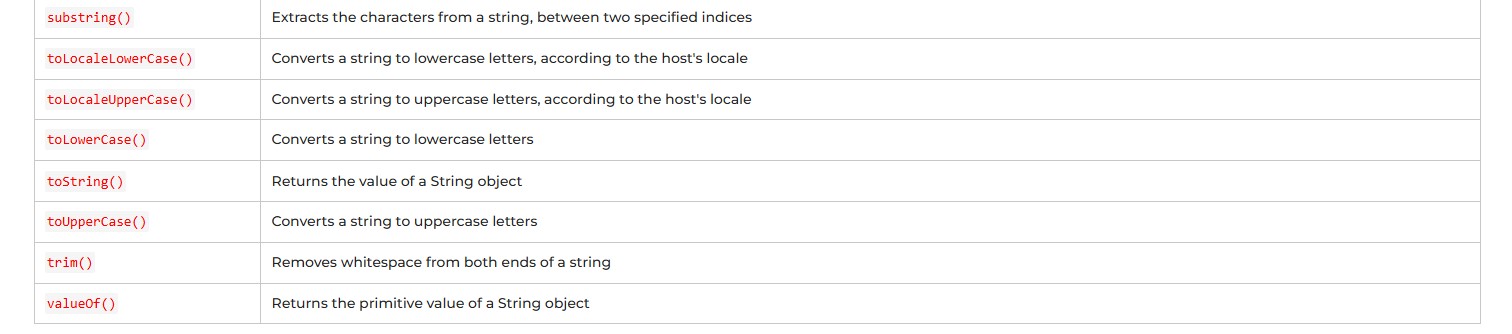 substring() Extracts the characters from a string, between two specified indices
toLocaleLowerCase() Converts a string to lowercase letters, according to the host's locale
toLocaleUpperCase() Converts a string to uppercase letters, according to the host's locale
toLowerCase() Converts a string to lowercase letters
toString() Returns the value of a String object
toUpperCase() Converts a string to uppercase letters
trim() Removes whitespace from both ends of a string
valueOf() Returns the primitive value of a String object